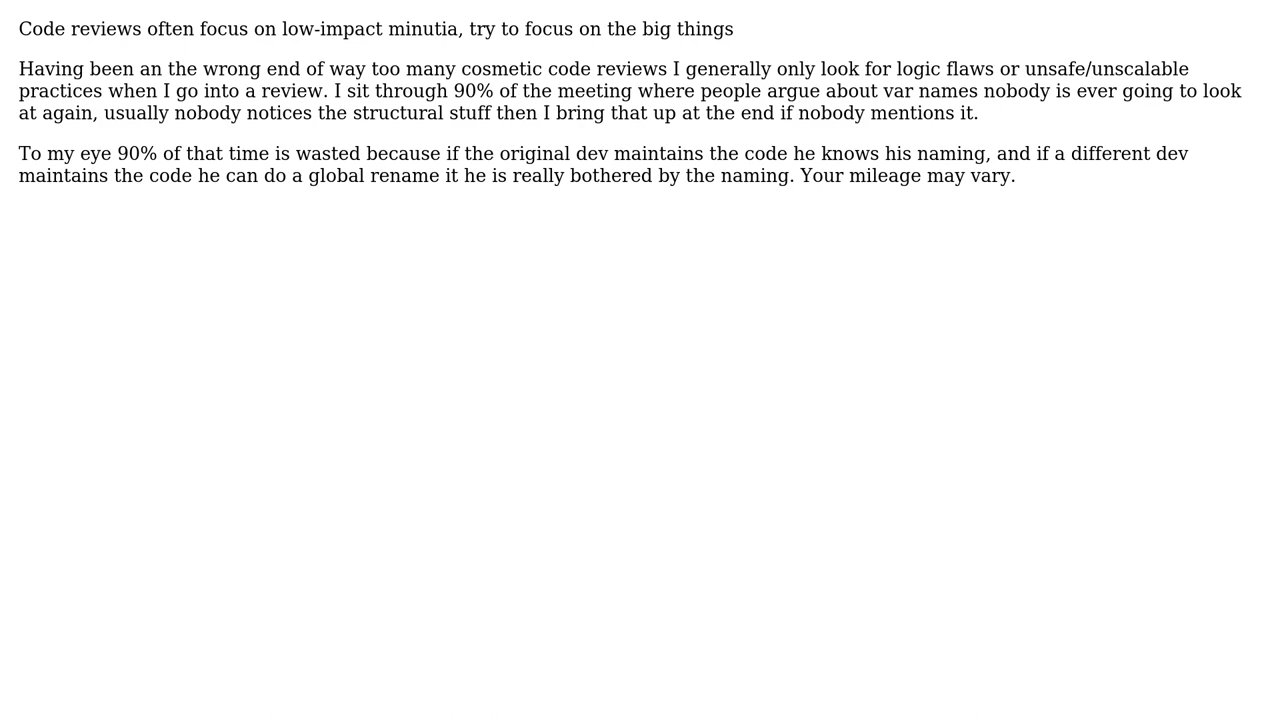 Code reviews often focus on low-impact minutia, try to focus on the big things
Having been an the wrong end of way too many cosmetic code reviews I generally only look for logic flaws or unsafe/unscalable
practices when I go into a review. I sit through 90% of the meeting where people argue about var names nobody is ever going to look
at again, usually nobody notices the structural stuff then I bring that up at the end if nobody mentions it.
To my eye 90% of that time is wasted because if the original dev maintains the code he knows his naming, and if a different dev
maintains the code he can do a global rename it he is really bothered by the naming. Your mileage may vary.